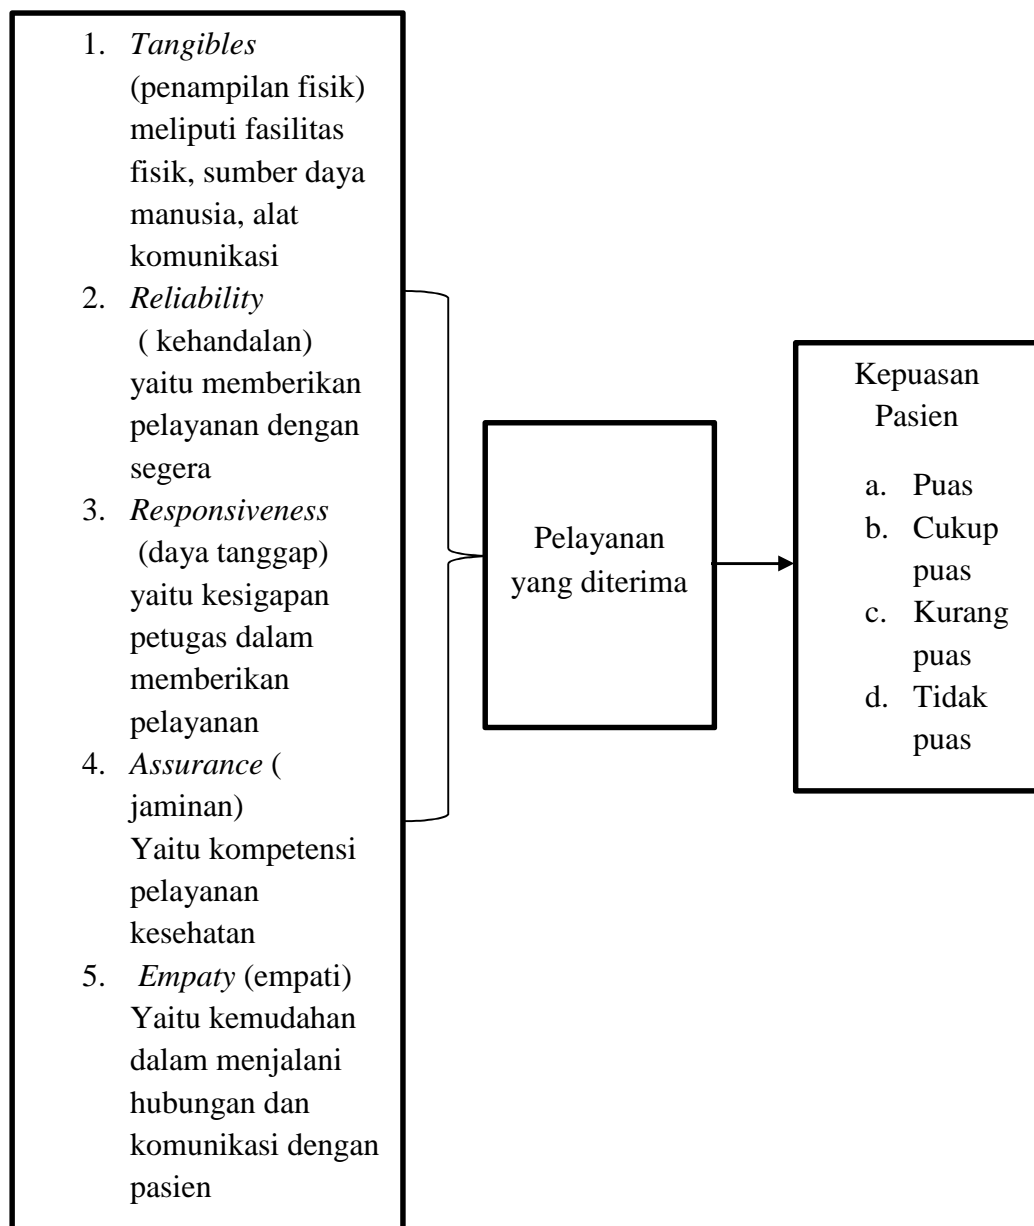 1. Tangibles
(penampilan fisik)
meliputi fasilitas
fisik, sumber daya
manusia, alat
komunikasi
2. Reliability
( kehandalan)
yaitu memberikan
pelayanan dengan
segera
3. Responsiveness
(daya tanggap)
yaitu kesigapan
petugas dalam
memberikan
pelayanan
4. Assurance (
jaminan)
Yaitu kompetensi
pelayanan
kesehatan
5. Empaty (empati)
Yaitu kemudahan
dalam menjalani
hubungan dan
komunikasi dengan
pasien
Pelayanan
yang diterima
Kepuasan
Pasien
a. Puas
b. Cukup
puas
c. Kurang
puas
d. Tidak
puas